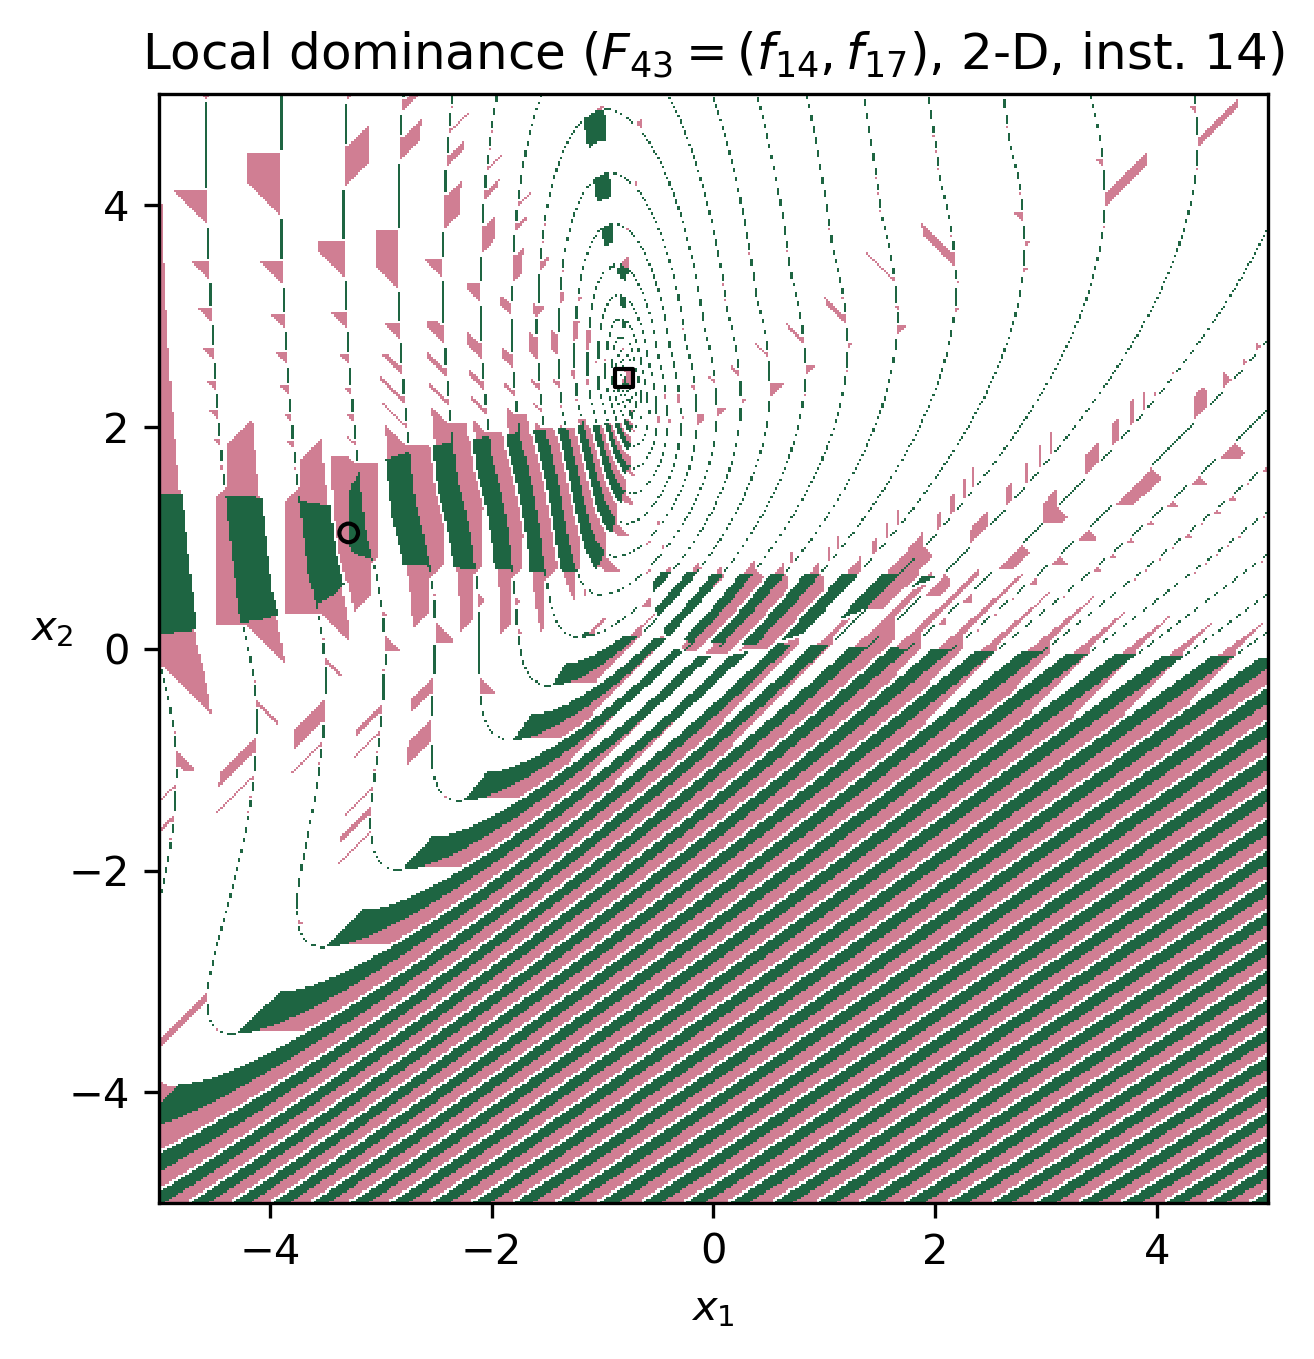 Local dominance (F₄₃ = (f₁₄, f₁₇), 2-D, inst. 14)
4
2
x₂
0
−2
−4
−4 −2 0 2 4
x₁